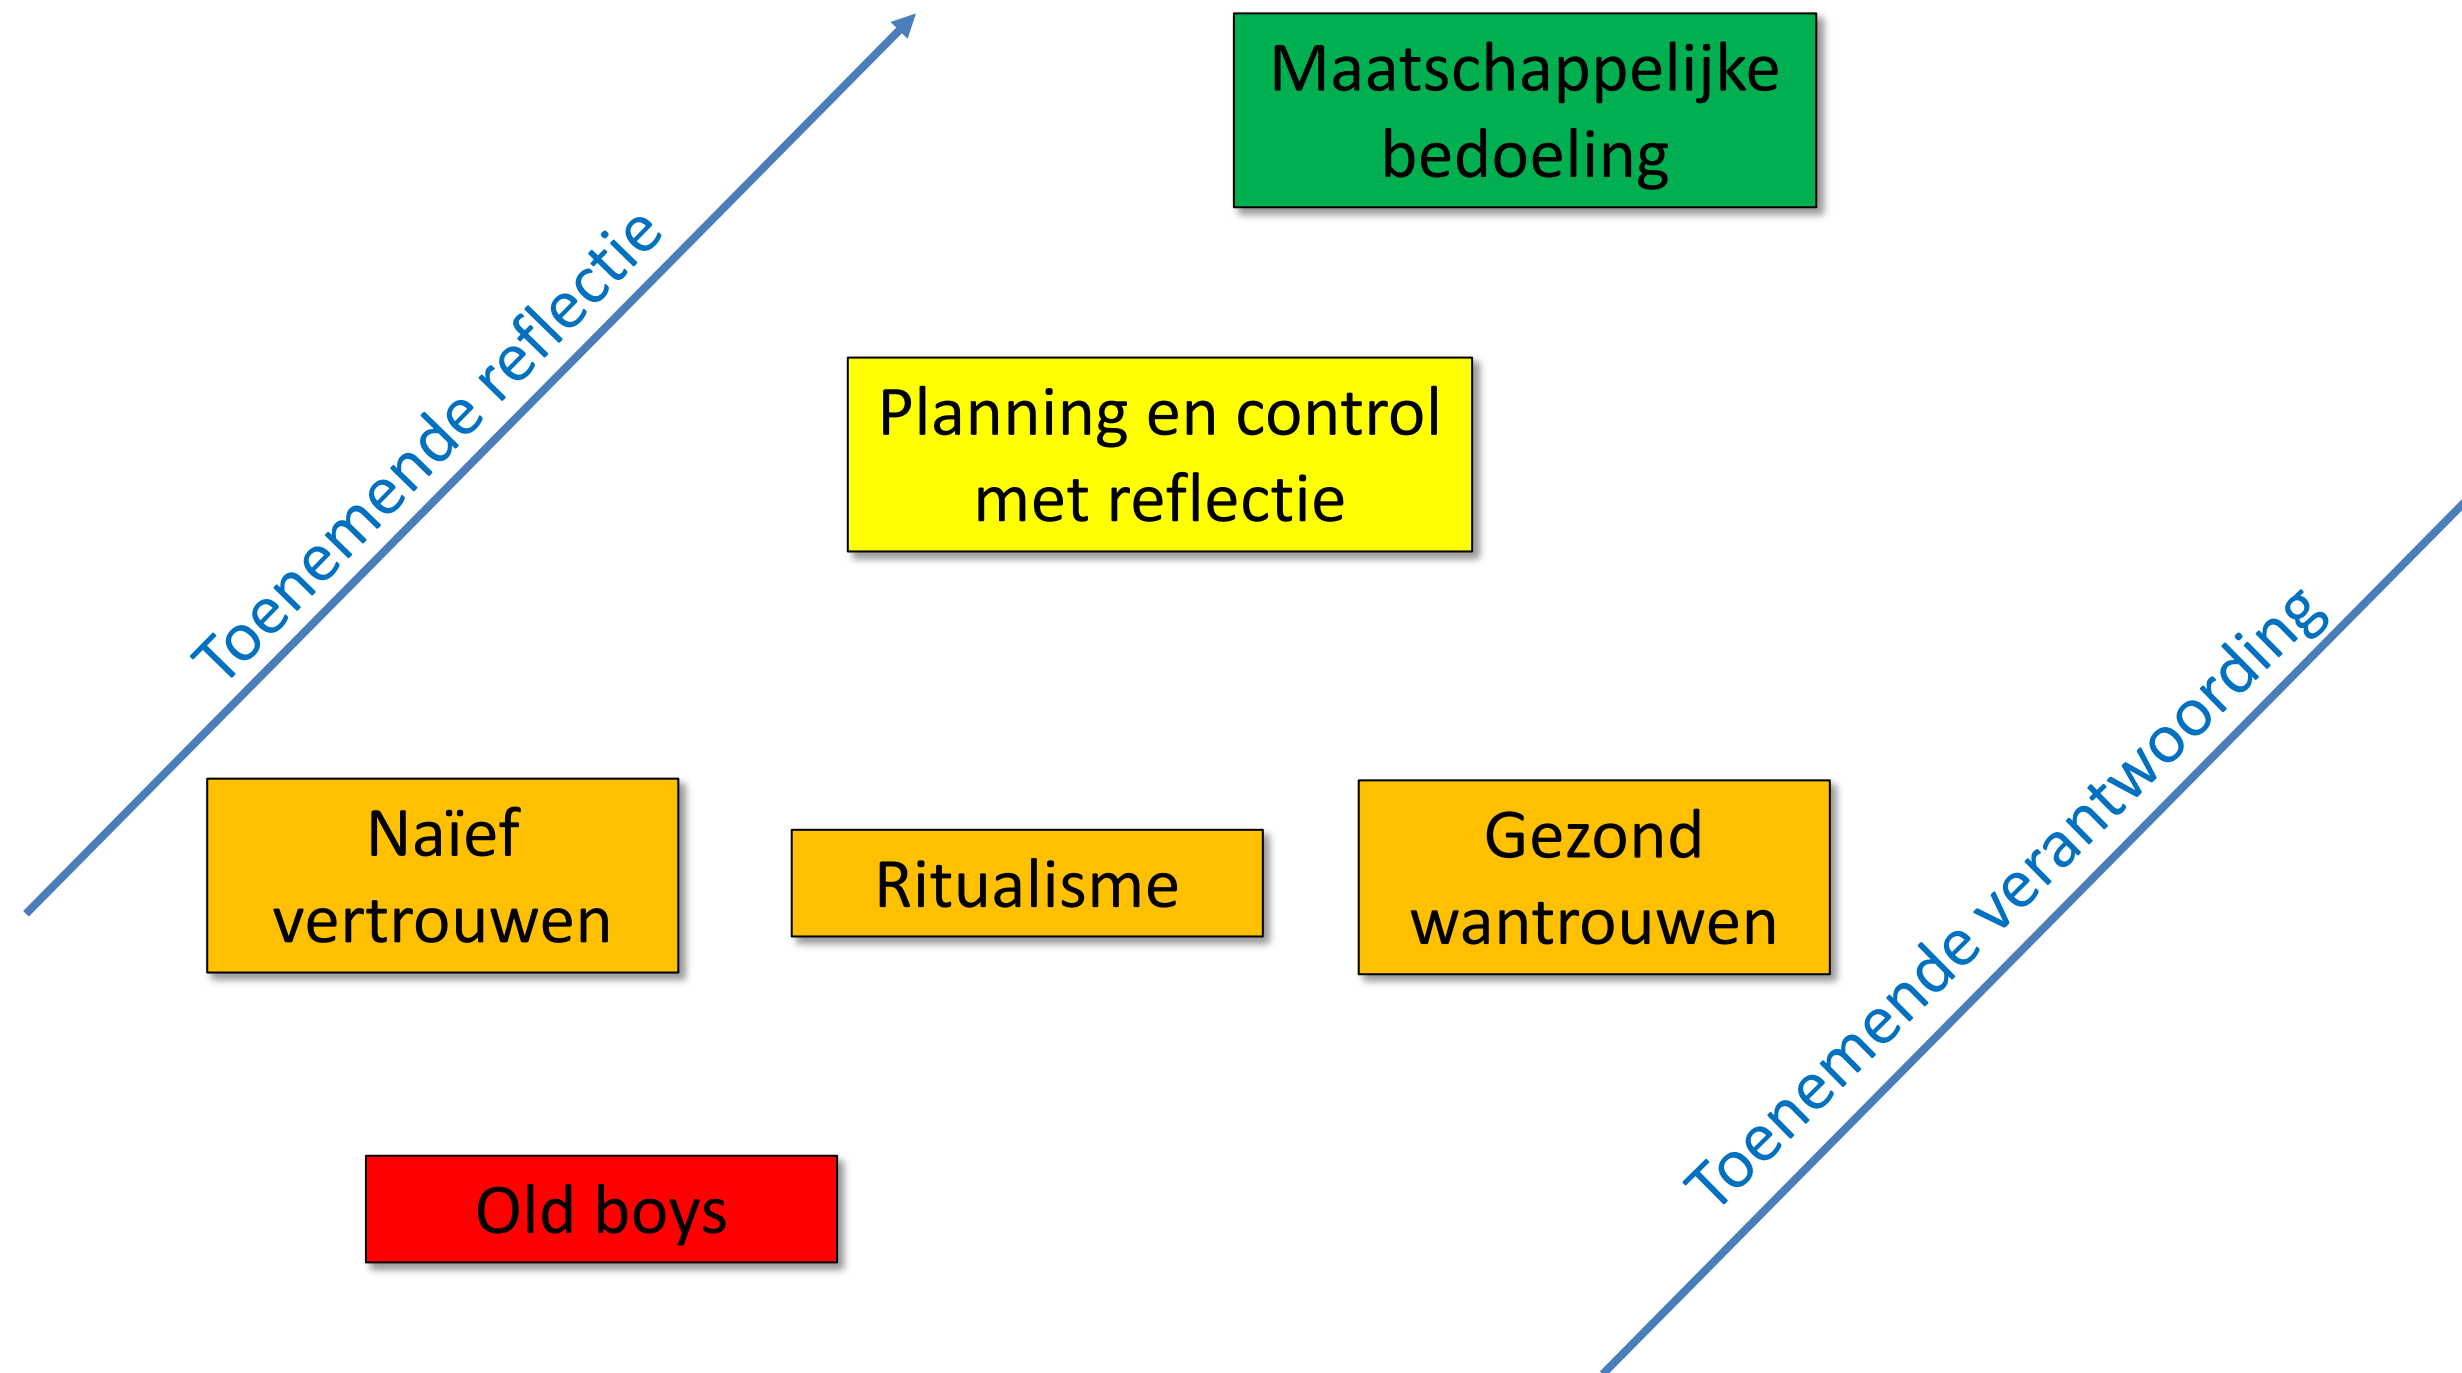 Maatschappelijke
bedoeling
Toenemende reflectie
Planning en control
met reflectie
Toenemende verantwoording
Naïef
vertrouwen
Ritualisme
Gezond
wantrouwen
Old boys